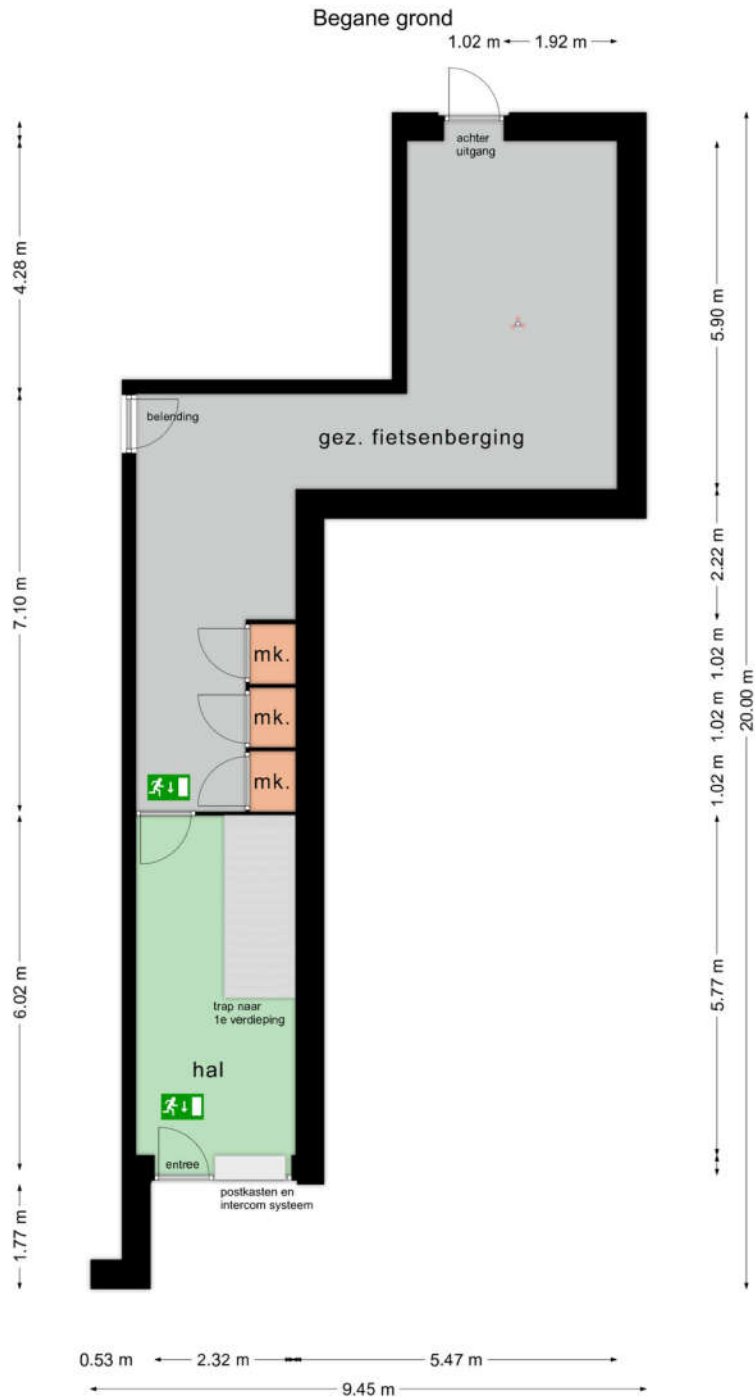 Begane grond
1.02 m
1.92 m
achter
uitgang
4.28 m
5.90 m
belending
gez. fietsenberging
2.22 m
7.10 m
mk.
1.02 m
20.00 m
mk.
1.02 m
mk.
1.02 m
6.02 m
5.77 m
trap naar
1e verdieping
hal
entree
postkasten en
intercom systeem
1.77 m
0.53 m
2.32 m
5.47 m
9.45 m